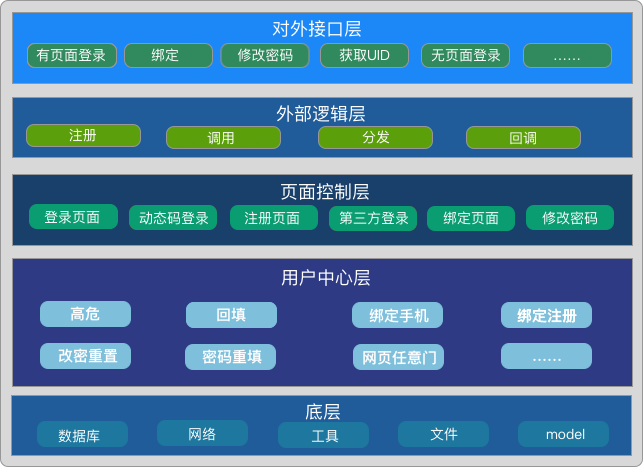 对外接口层
有页面登录 绑定 修改密码 获取UID 无页面登录 ……
外部逻辑层
注册 调用 分发 回调
页面控制层
登录页面 动态码登录 注册页面 第三方登录 绑定页面 修改密码
用户中心层
高危 回填 绑定手机 绑定注册
改密重置 密码重填 网页任意门 ……
底层
数据库 网络 工具 文件 model